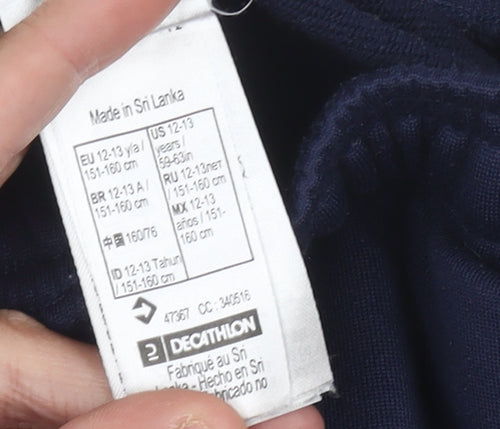 12
Made in Sri Lanka
EU 12-13 y/a /
151-160 cm
BR 12-13 A /
151-160 cm
中国 160/76
ID 12-13 Tahun
/ 151-160 cm
US 12-13
years /
59-63in
RU 12-13лет
/ 151-160 cm
MX 12-13
años / 151-
160 cm
47367 CC : 340516
DECATHLON
Fabriqué au Sri
Lanka - Hecho en Sri
bricado no